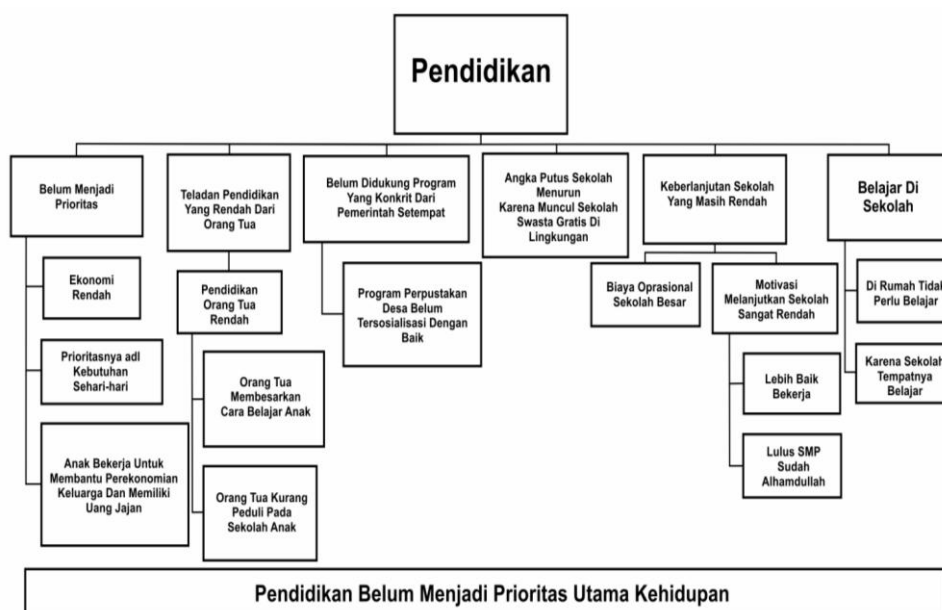 Pendidikan
Belum Menjadi
Prioritas
Teladan Pendidikan
Yang Rendah Dari
Orang Tua
Belum Didukung Program
Yang Konkrit Dari
Pemerintah Setempat
Angka Putus Sekolah
Menurun
Karena Muncul Sekolah
Swasta Gratis Di
Lingkungan
Keberlanjutan Sekolah
Yang Masih Rendah
Belajar Di
Sekolah
Ekonomi
Rendah
Prioritasnya adl
Kebutuhan
Sehari-hari
Anak Bekerja Untuk
Membantu Perekonomian
Keluarga Dan Memiliki
Uang Jajan
Pendidikan
Orang Tua
Rendah
Orang Tua
Membesarkan
Cara Belajar Anak
Orang Tua Kurang
Peduli Pada
Sekolah Anak
Program Perpustakan
Desa Belum
Tersosialisasi Dengan
Baik
Biaya Oprasional
Sekolah Besar
Motivasi
Melanjutkan Sekolah
Sangat Rendah
Lebih Baik
Bekerja
Lulus SMP
Sudah
Alhamdullah
Di Rumah Tidak
Perlu Belajar
Karena Sekolah
Tempatnya
Belajar
Pendidikan Belum Menjadi Prioritas Utama Kehidupan